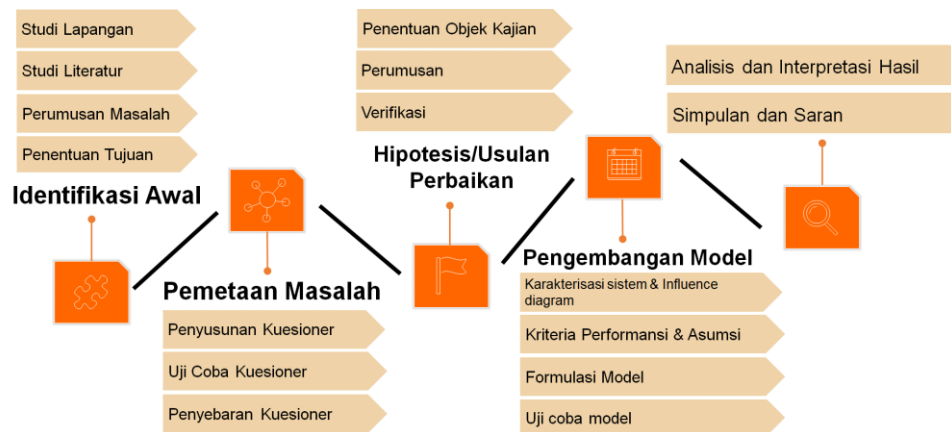 Studi Lapangan
Studi Literatur
Perumusan Masalah
Penentuan Tujuan
Identifikasi Awal
Pemetaan Masalah
Penyusunan Kuesioner
Uji Coba Kuesioner
Penyebaran Kuesioner
Penentuan Objek Kajian
Perumusan
Verifikasi
Hipotesis/Usulan
Perbaikan
Pengembangan Model
Karakterisasi sistem & Influence
diagram
Kriteria Performansi & Asumsi
Formulasi Model
Uji coba model
Analisis dan Interpretasi Hasil
Simpulan dan Saran